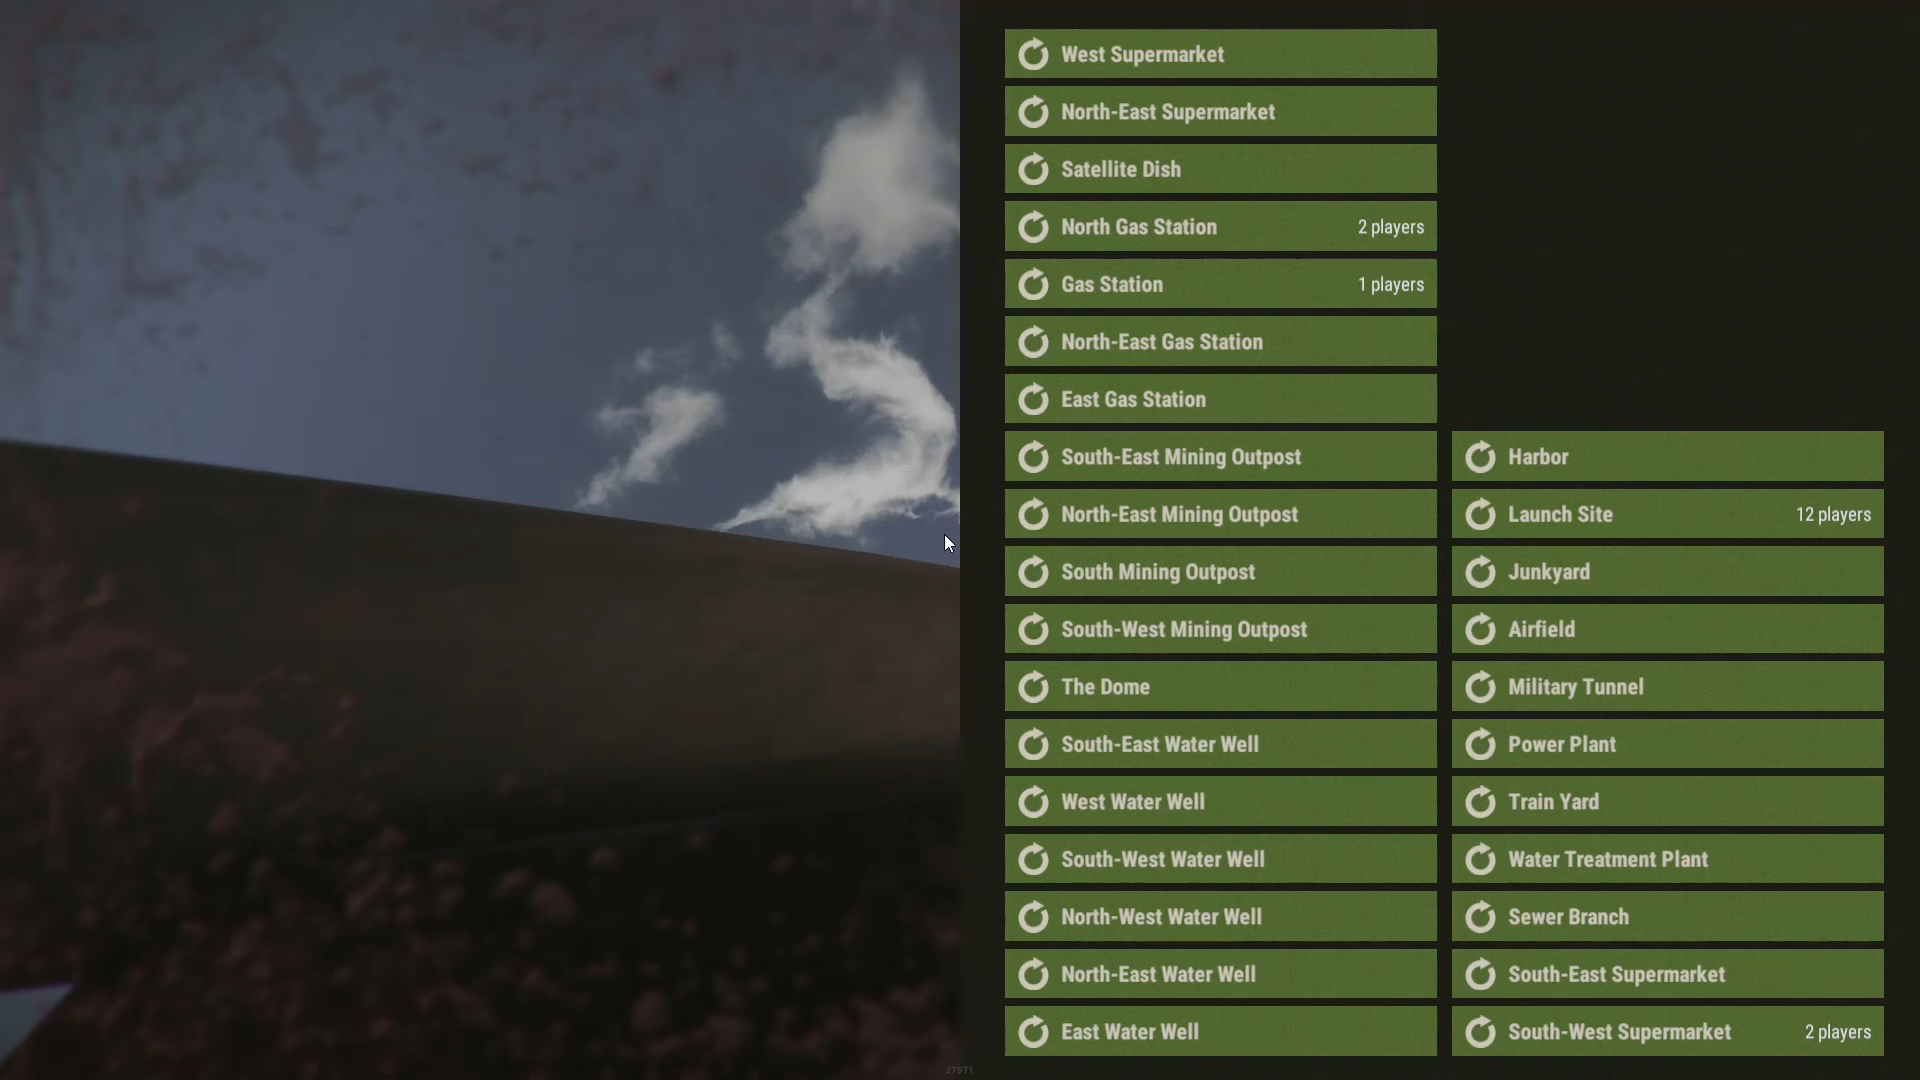 West Supermarket
North-East Supermarket
Satellite Dish
North Gas Station 2 players
Gas Station 1 players
North-East Gas Station
East Gas Station
South-East Mining Outpost
North-East Mining Outpost
South Mining Outpost
South-West Mining Outpost
The Dome
South-East Water Well
West Water Well
South-West Water Well
North-West Water Well
North-East Water Well
East Water Well
Harbor
Launch Site 12 players
Junkyard
Airfield
Military Tunnel
Power Plant
Train Yard
Water Treatment Plant
Sewer Branch
South-East Supermarket
South-West Supermarket 2 players
27971